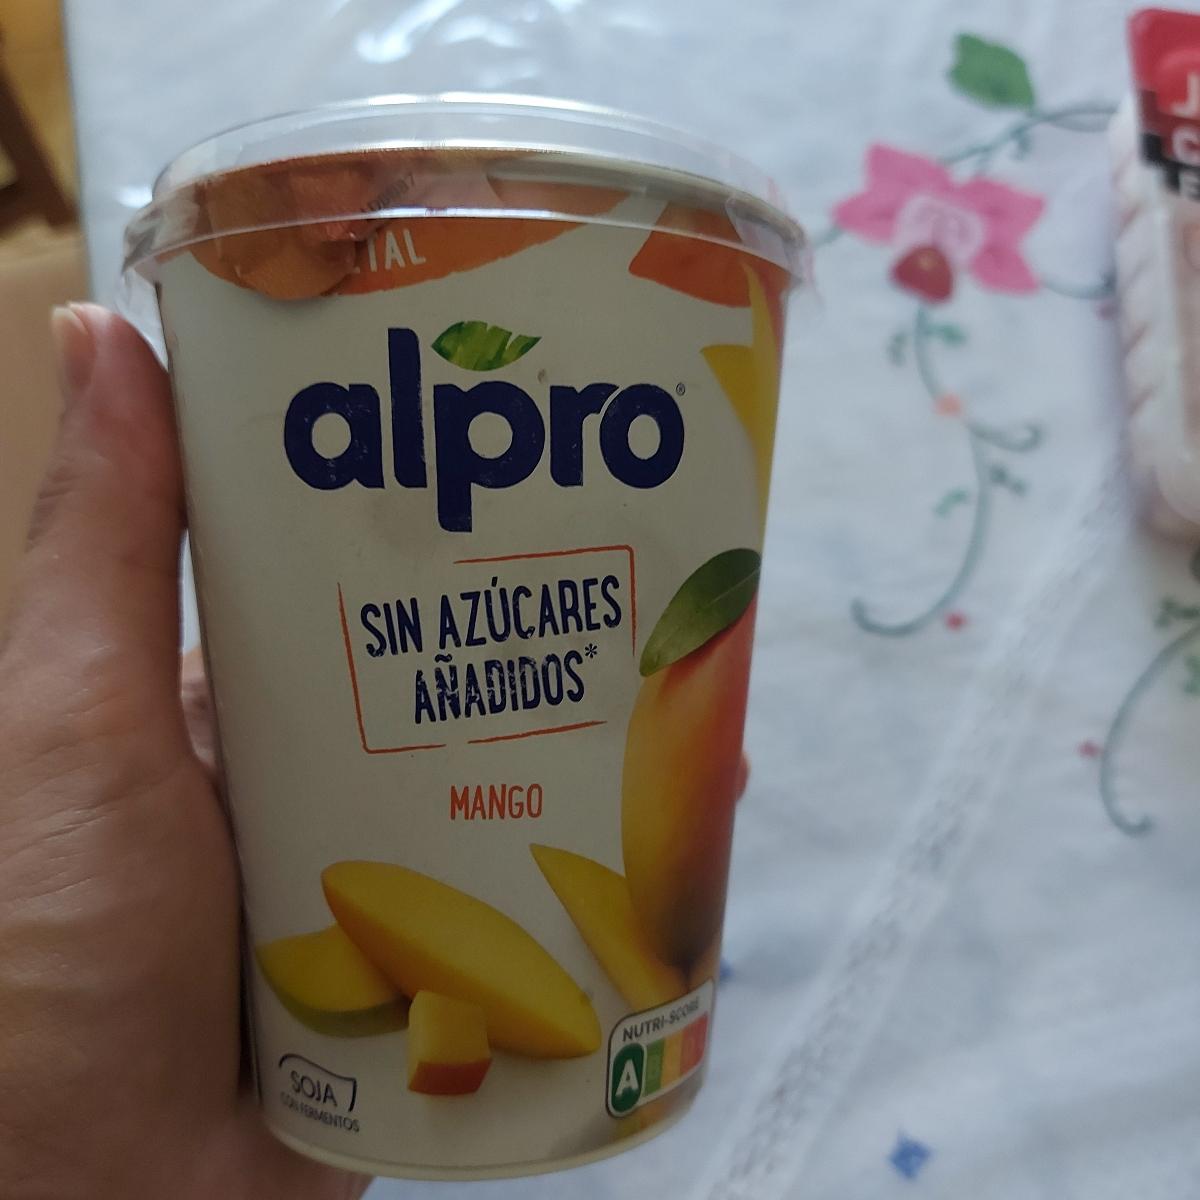 alpro®
SIN AZÚCARES
AÑADIDOS*
MANGO
NUTRI-SCORE
A
SOJA
CON FERMENTOS